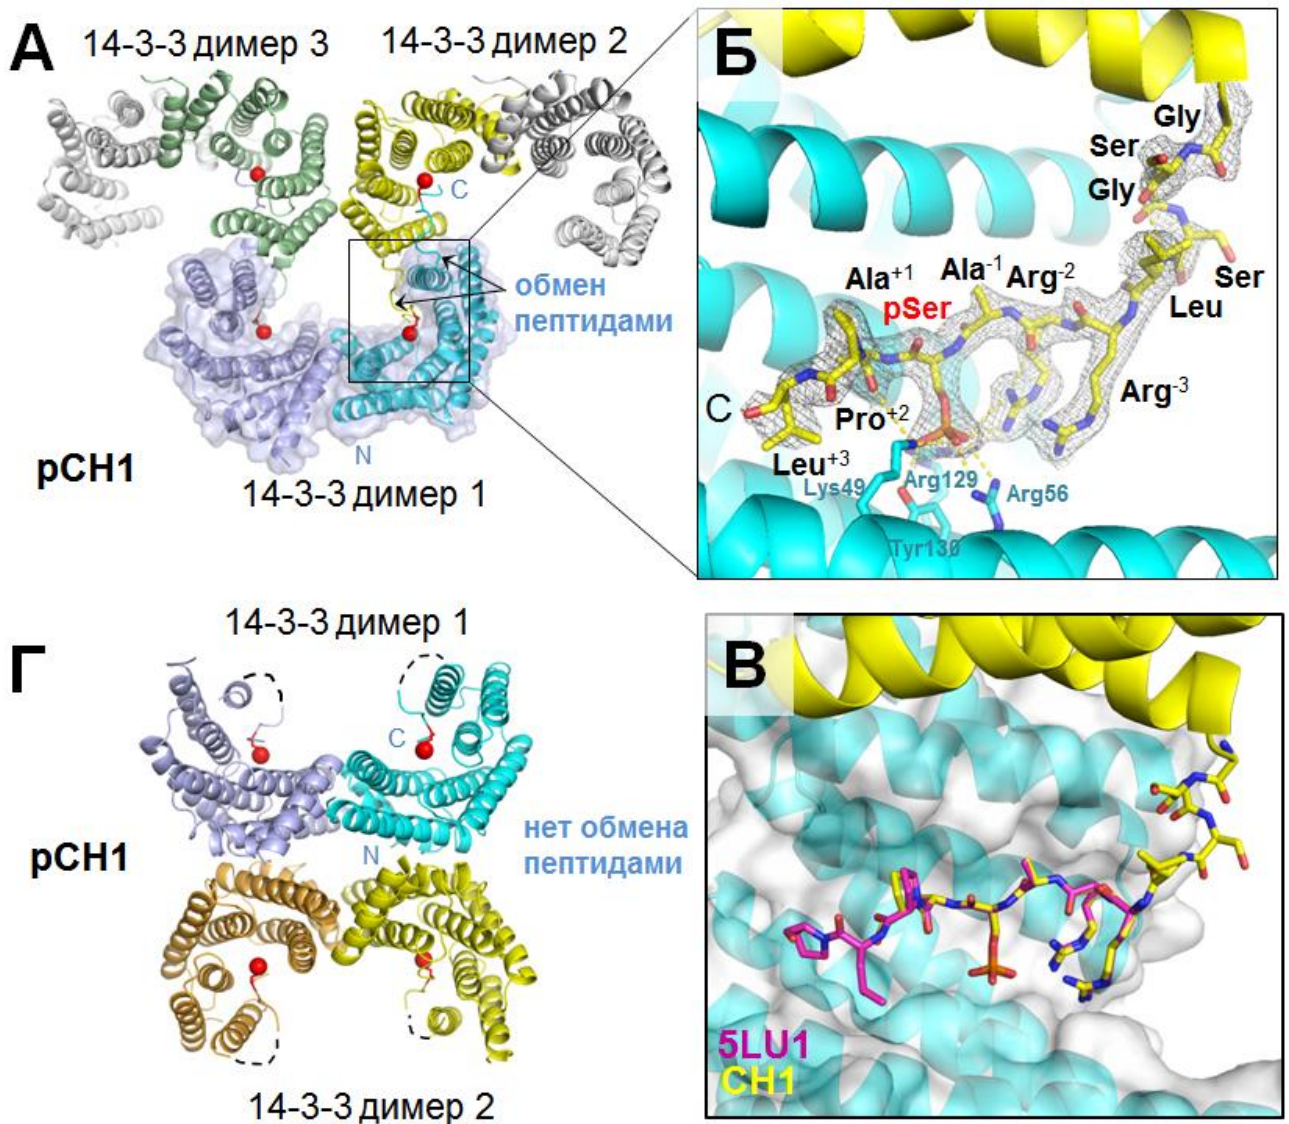 А
14-3-3 димер 3
14-3-3 димер 2
C
обмен
пептидами
N
pCH1
14-3-3 димер 1
Б
Gly
Ser
Gly
Ser
Leu
Ala+1
Ala-1
Arg-2
pSer
Arg-3
C
Pro+2
Leu+3
Lys49
Arg129
Arg56
Tyr130
Г
14-3-3 димер 1
C
N
pCH1
нет обмена
пептидами
14-3-3 димер 2
В
5LU1
CH1